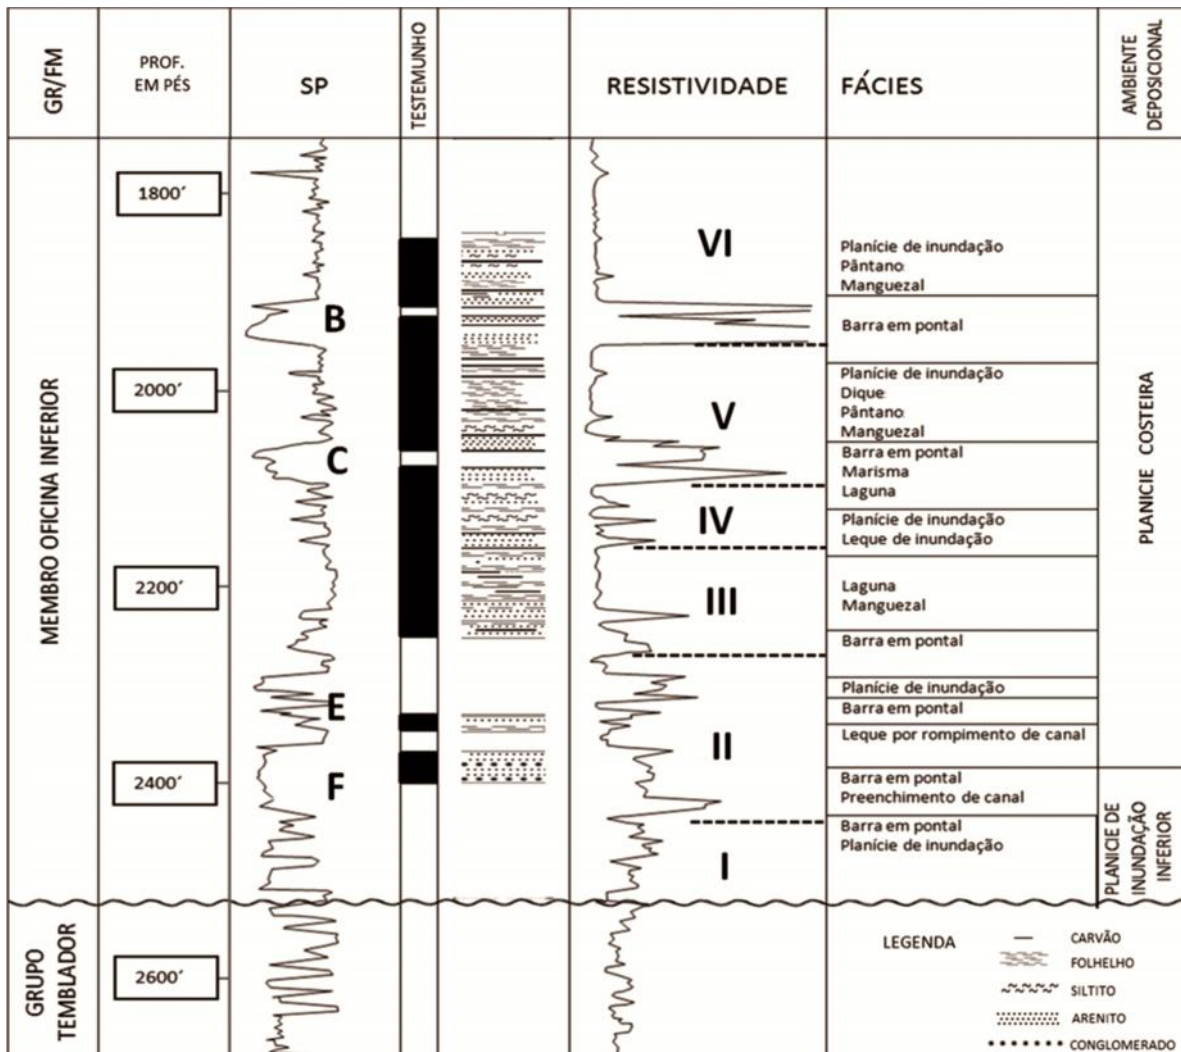 GR/FM
PROF.
EM PÉS
SP
TESTEMUNHO
RESISTIVIDADE
FÁCIES
AMBIENTE
DEPOSICIONAL
MEMBRO OFICINA INFERIOR
GRUPO
TEMBLADOR
1800´
2000´
2200´
2400´
2600´
B
C
E
F
VI
V
IV
III
II
I
Planície de inundação
Pântano
Manguezal
Barra em pontal
Planície de inundação
Dique
Pântano
Manguezal
Barra em pontal
Marisma
Laguna
Planície de inundação
Leque de inundação
Laguna
Manguezal
Barra em pontal
Planície de inundação
Barra em pontal
Leque por rompimento de canal
Barra em pontal
Preenchimento de canal
Barra em pontal
Planície de inundação
PLANICIE COSTEIRA
PLANICIE DE
INUNDAÇÃO
INFERIOR
LEGENDA
CARVÃO
FOLHELHO
SILTITO
ARENITO
CONGLOMERADO